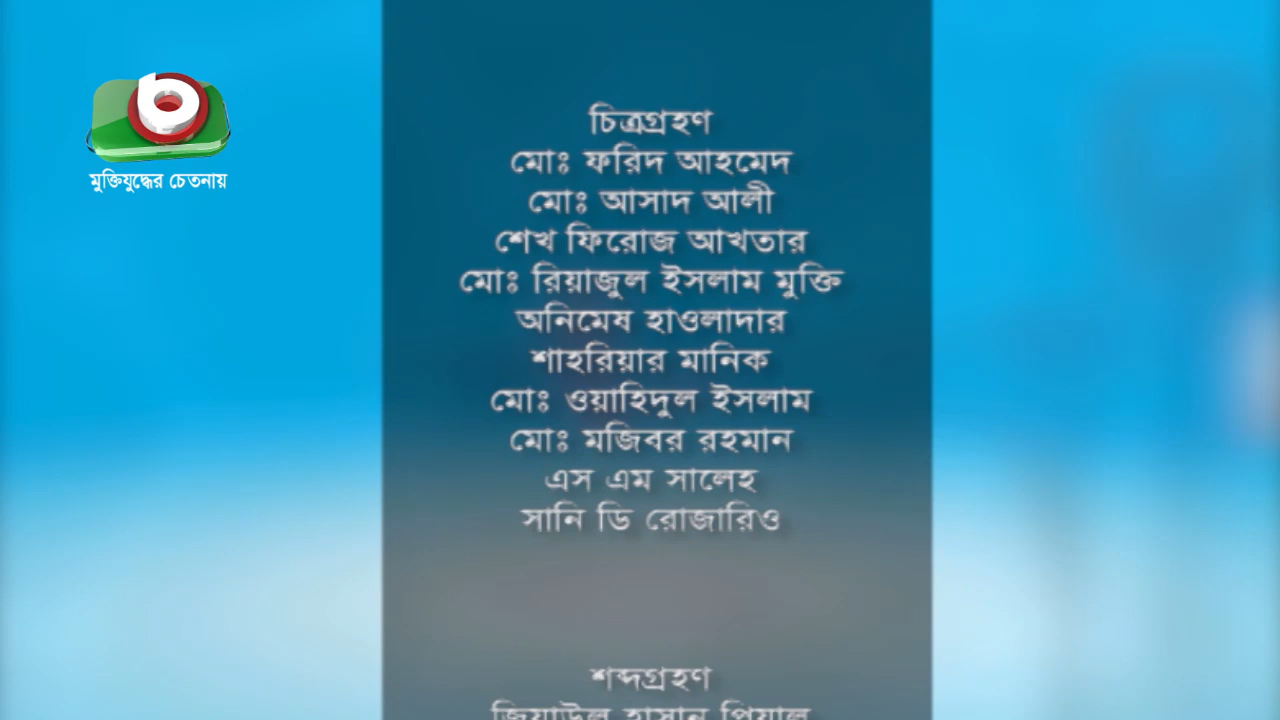 মুক্তিযুদ্ধের চেতনায়
চিত্রগ্রহণ
মোঃ ফরিদ আহমেদ
মোঃ আসাদ আলী
শেখ ফিরোজ আখতার
মোঃ রিয়াজুল ইসলাম মুক্তি
অনিমেষ হাওলাদার
শাহরিয়ার মানিক
মোঃ ওয়াহিদুল ইসলাম
মোঃ মজিবর রহমান
এস এম সালেহ
সানি ডি রোজারিও
শব্দগ্রহণ
জিয়াউল হাসান পিয়াল